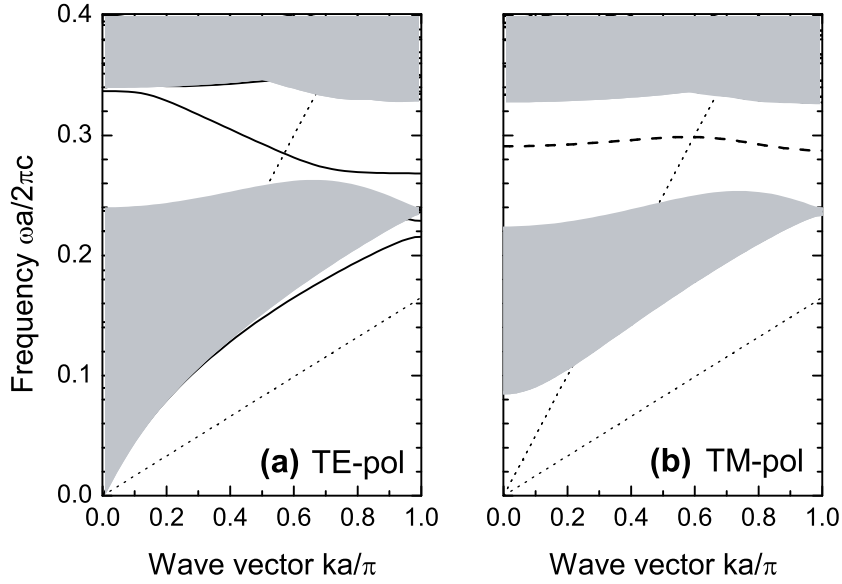 0.4
0.3
0.2
0.1
0.0
Frequency ωa/2πc
(a) TE-pol
(b) TM-pol
0.0 0.2 0.4 0.6 0.8 1.0
0.0 0.2 0.4 0.6 0.8 1.0
Wave vector ka/π
Wave vector ka/π